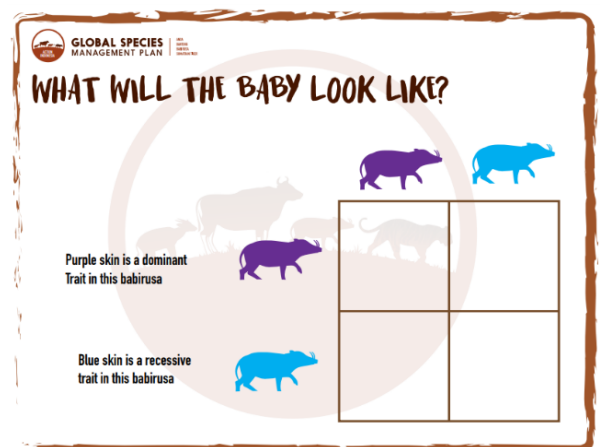 GLOBAL SPECIES
MANAGEMENT PLAN
WHAT WILL THE BABY LOOK LIKE?
Purple skin is a dominant
Trait in this babirusa
Blue skin is a recessive
trait in this babirusa